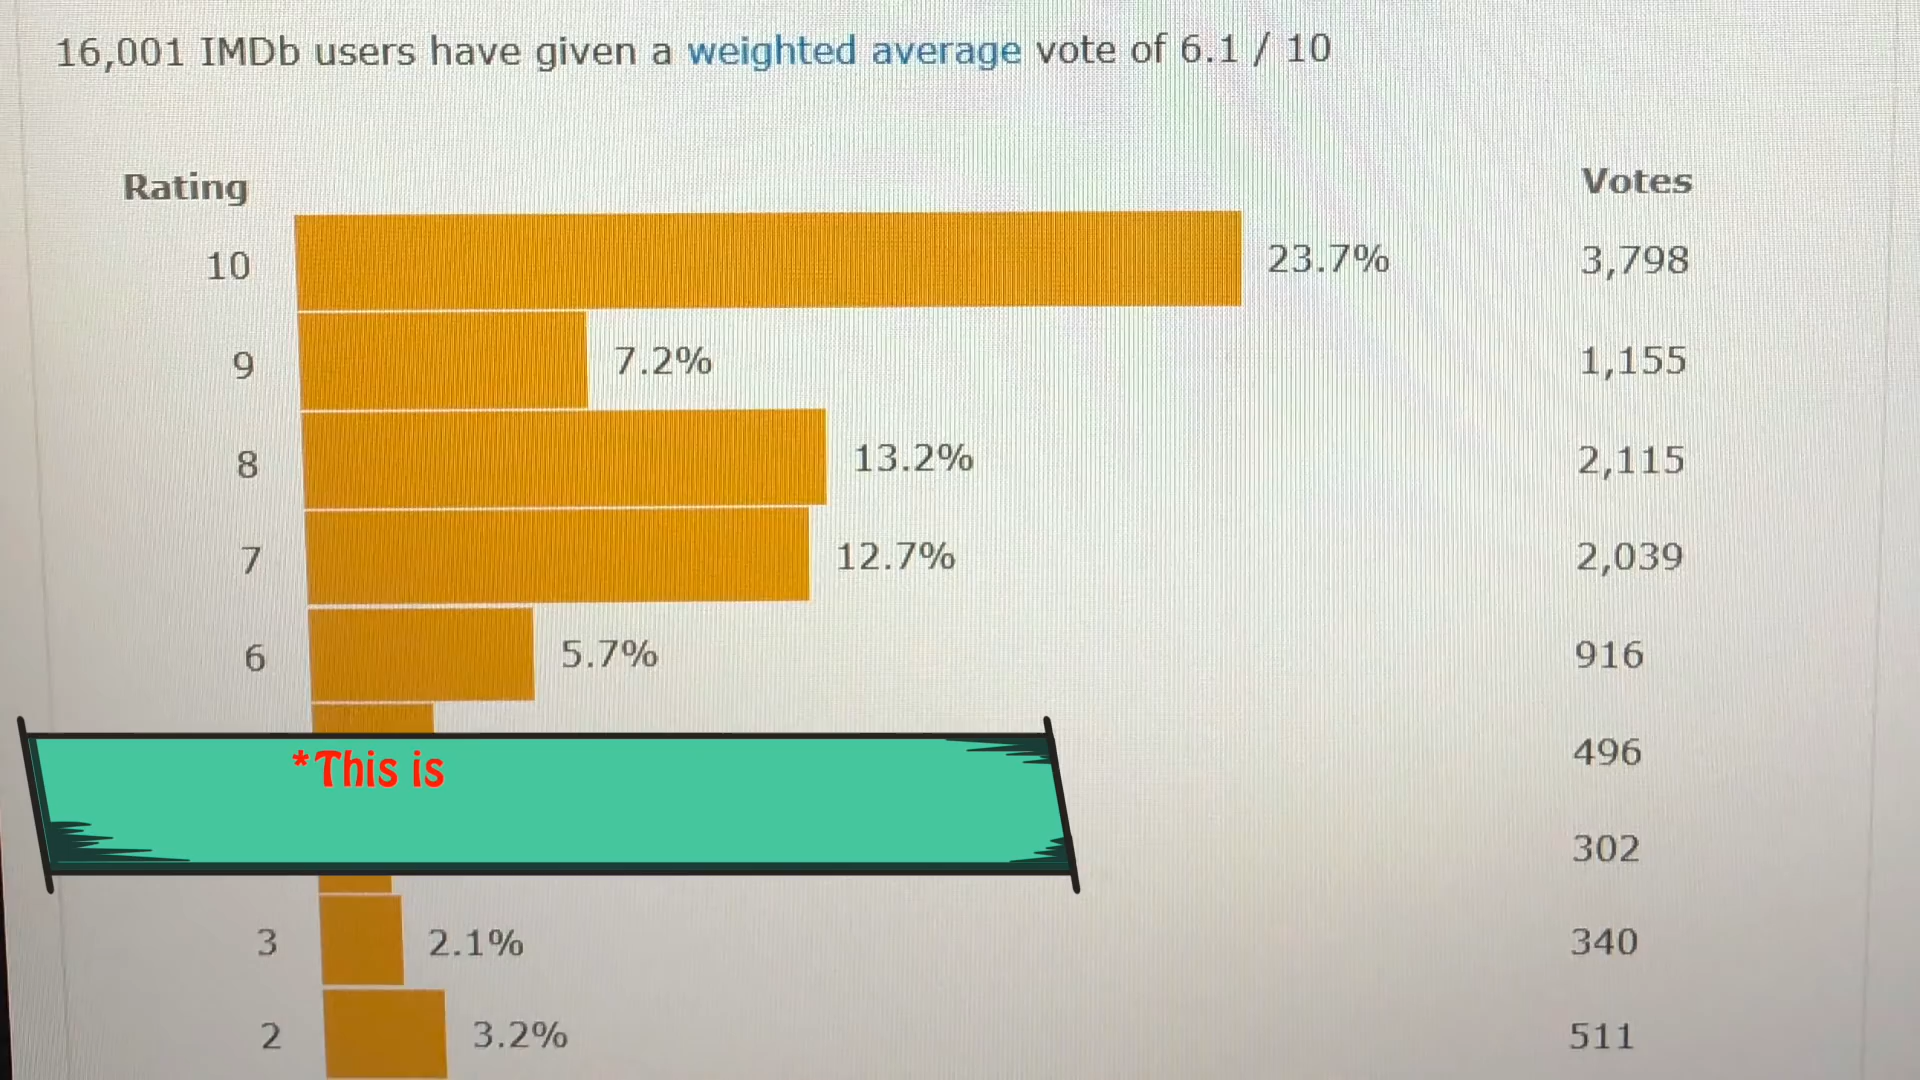 16,001 IMDb users have given a weighted average vote of 6.1 / 10
Rating Votes
10 23.7% 3,798
9 7.2% 1,155
8 13.2% 2,115
7 12.7% 2,039
6 5.7% 916
496
*This is
302
3 2.1% 340
2 3.2% 511